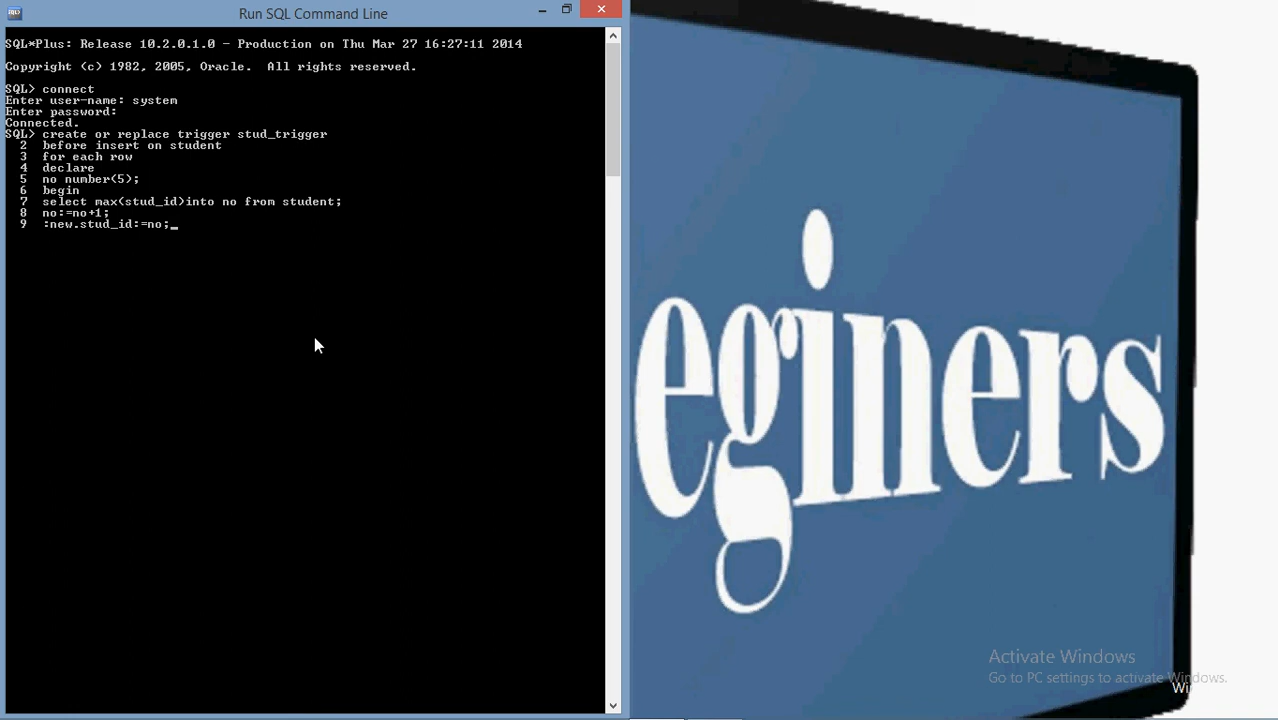 Run SQL Command Line
SQL*Plus: Release 10.2.0.1.0 - Production on Thu Mar 27 16:27:11 2014
Copyright (c) 1982, 2005, Oracle.  All rights reserved.
SQL> connect
Enter user-name: system
Enter password:
Connected.
SQL> create or replace trigger stud_trigger
2  before insert on student
3  for each row
4  declare
5  no number(5);
6  begin
7  select max(stud_id)into no from student;
8  no:=no+1;
9  :new.stud_id:=no;
eginers
Activate Windows
Go to PC settings to activate Windows.
Wi